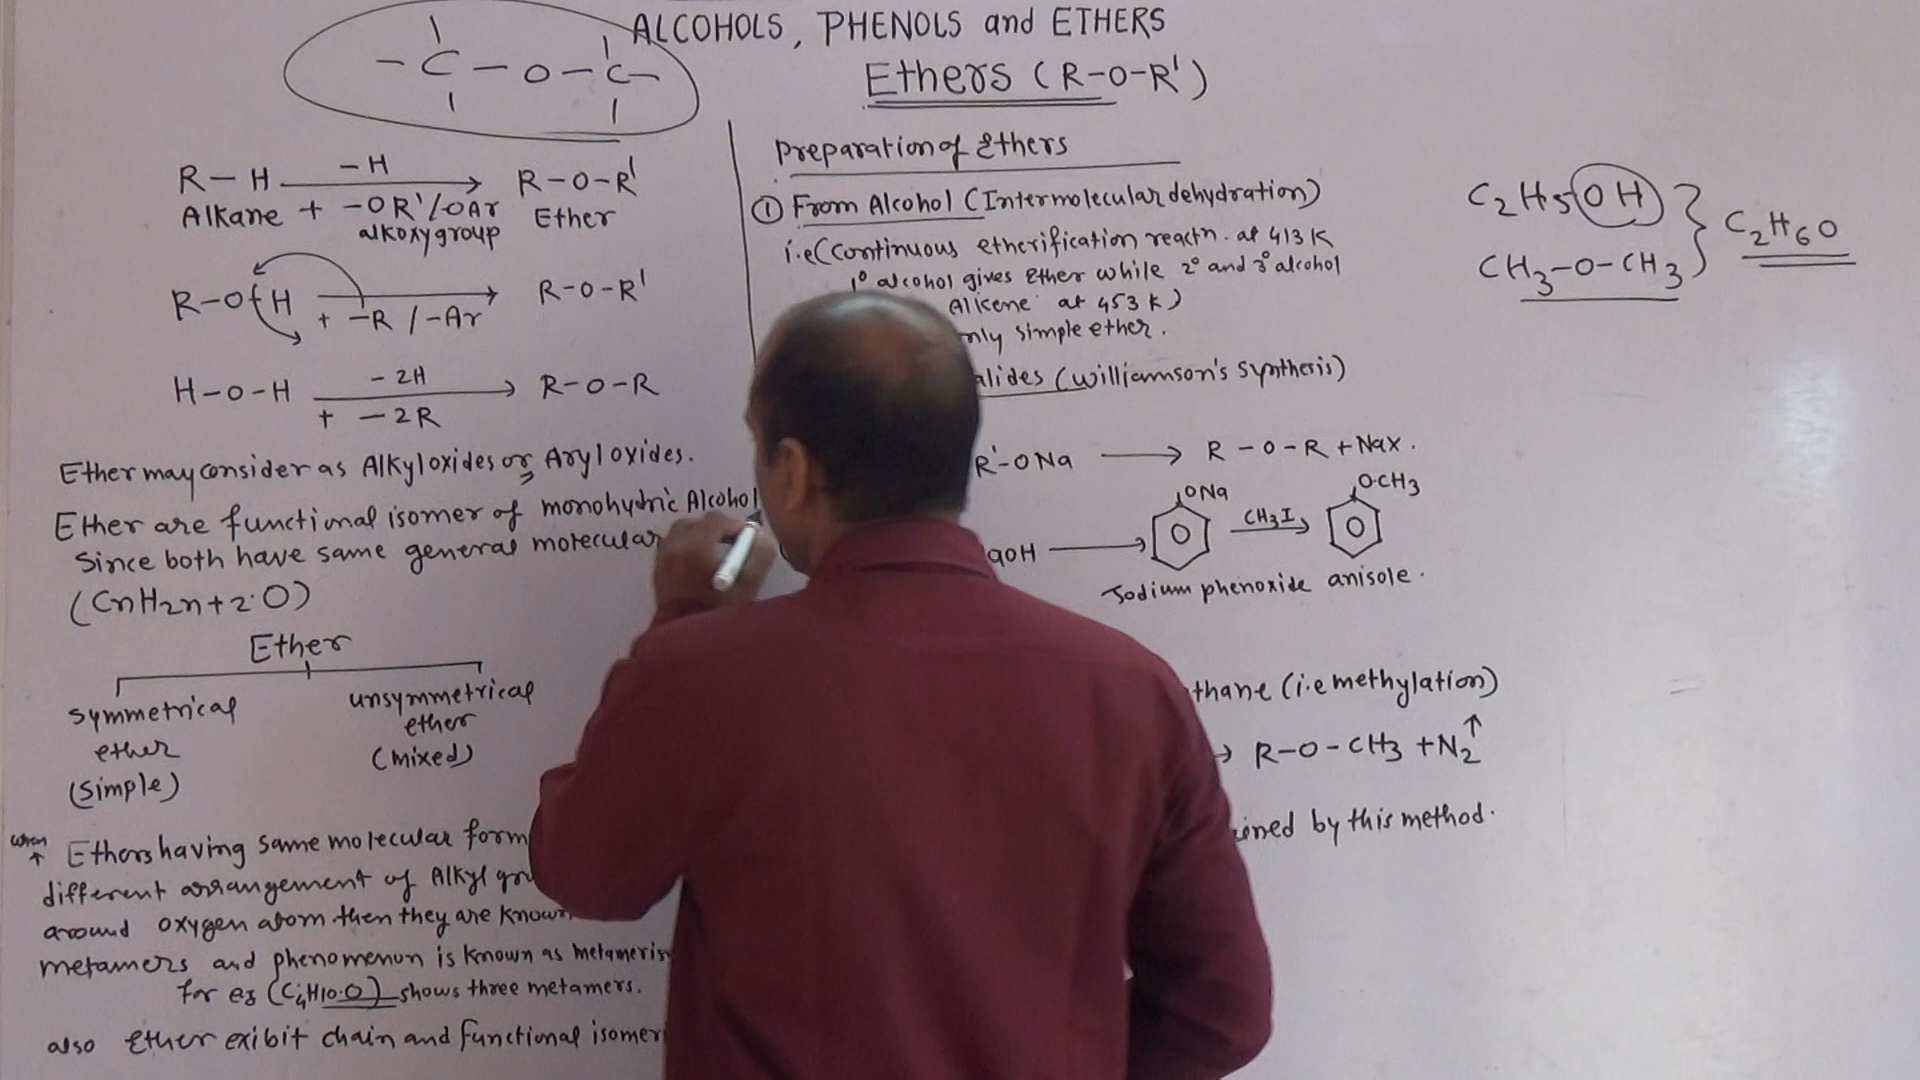 ALCOHOLS, PHENOLS and ETHERS
Ethers (R-O-R')
- C - O - C -
R - H - H → R-O-R'
Alkane + -OR'/-OAr Ether
alkoxy group
R-O-H + -R /-Ar → R-O-R'
H-O-H - 2H → R-O-R
+ -2R
Ether may consider as Alkyloxides or Aryloxides.
Ether are functional isomer of monohydric Alcohol
Since both have same general molecular
(CnH2n+2·O)
Ether
symmetrical ether (simple)
unsymmetrical ether (mixed)
when ↑ Ethers having same molecular form
different arrangement of Alkyl
around oxygen atom then they are known
metamers and phenomenon is known as metameris
for eg (C4H10·O) shows three metamers.
also Ether exibit chain and functional isomer
Preparation of Ethers
① From Alcohol (Intermolecular dehydration)
i.e (continuous etherification reactn. at 413 K
1° alcohol gives Ether while 2° and 3° alcohol
Alkene at 453 K)
only simple ether.
alides (Williamson's Synthesis)
R'-ONa → R - O - R + Nax.
aOH → ONa CH3I → O·CH3
Sodium phenoxide anisole.
thane (i.e methylation)
→ R-O-CH3 + N2↑
ined by this method.
C2H5OH
CH3-O-CH3
} C2H6O